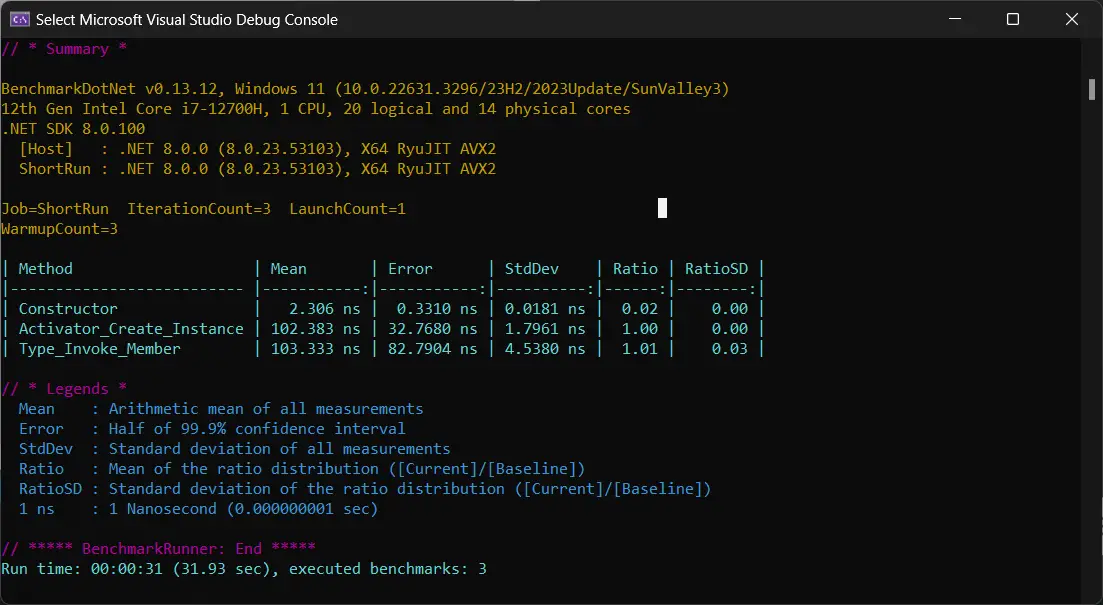 Select Microsoft Visual Studio Debug Console
// * Summary *
BenchmarkDotNet v0.13.12, Windows 11 (10.0.22631.3296/23H2/2023Update/SunValley3)
12th Gen Intel Core i7-12700H, 1 CPU, 20 logical and 14 physical cores
.NET SDK 8.0.100
  [Host]   : .NET 8.0.0 (8.0.23.53103), X64 RyuJIT AVX2
  ShortRun : .NET 8.0.0 (8.0.23.53103), X64 RyuJIT AVX2
Job=ShortRun  IterationCount=3  LaunchCount=1
WarmupCount=3
| Method                    | Mean       | Error      | StdDev    | Ratio | RatioSD |
|-------------------------- |-----------:|-----------:|----------:|------:|--------:|
| Constructor               |   2.306 ns |  0.3310 ns | 0.0181 ns |  0.02 |    0.00 |
| Activator_Create_Instance | 102.383 ns | 32.7680 ns | 1.7961 ns |  1.00 |    0.00 |
| Type_Invoke_Member        | 103.333 ns | 82.7904 ns | 4.5380 ns |  1.01 |    0.03 |
// * Legends *
  Mean    : Arithmetic mean of all measurements
  Error   : Half of 99.9% confidence interval
  StdDev  : Standard deviation of all measurements
  Ratio   : Mean of the ratio distribution ([Current]/[Baseline])
  RatioSD : Standard deviation of the ratio distribution ([Current]/[Baseline])
  1 ns    : 1 Nanosecond (0.000000001 sec)
// ***** BenchmarkRunner: End *****
Run time: 00:00:31 (31.93 sec), executed benchmarks: 3